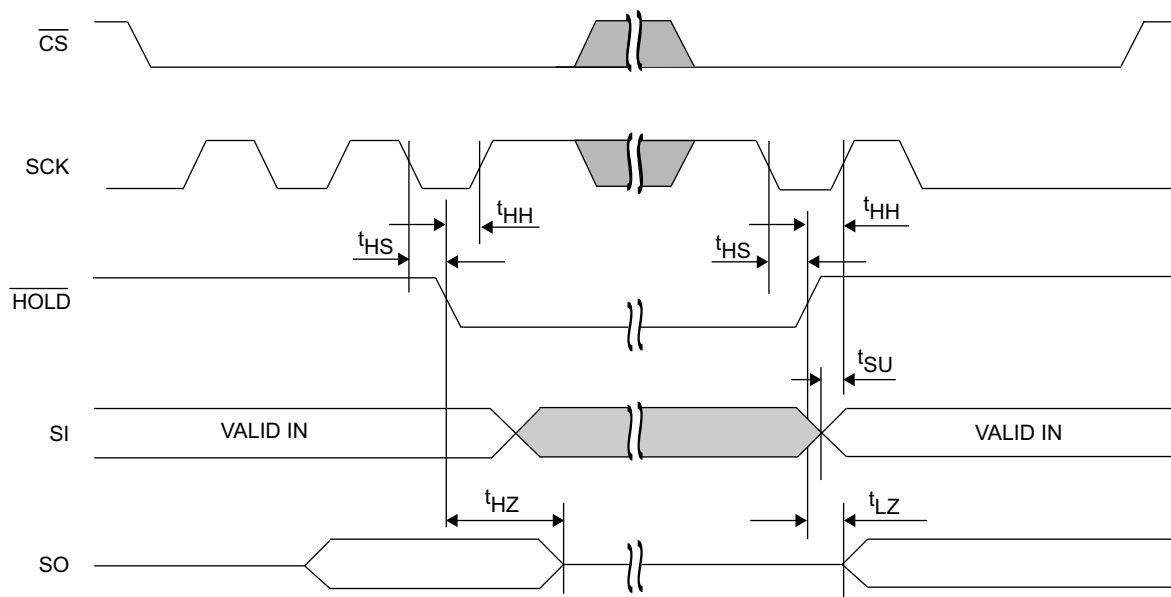 CS
SCK
tHH
tHH
tHS
tHS
HOLD
tSU
SI
VALID IN
VALID IN
tHZ
tLZ
SO